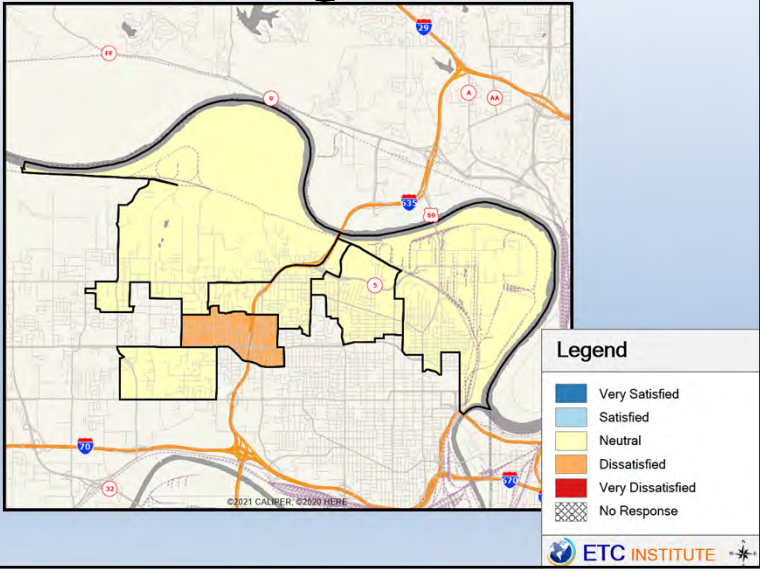 29
FF
9
A
AA
635
69
5
Legend
Very Satisfied
Satisfied
Neutral
Dissatisfied
Very Dissatisfied
No Response
70
32
670
©2021 CALIPER; ©2020 HERE
ETC INSTITUTE